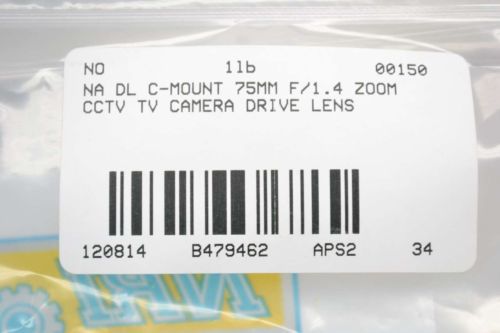 NO 1lb 00150
NA DL C-MOUNT 75MM F/1.4 ZOOM
CCTV TV CAMERA DRIVE LENS
120814 B479462 APS2 34